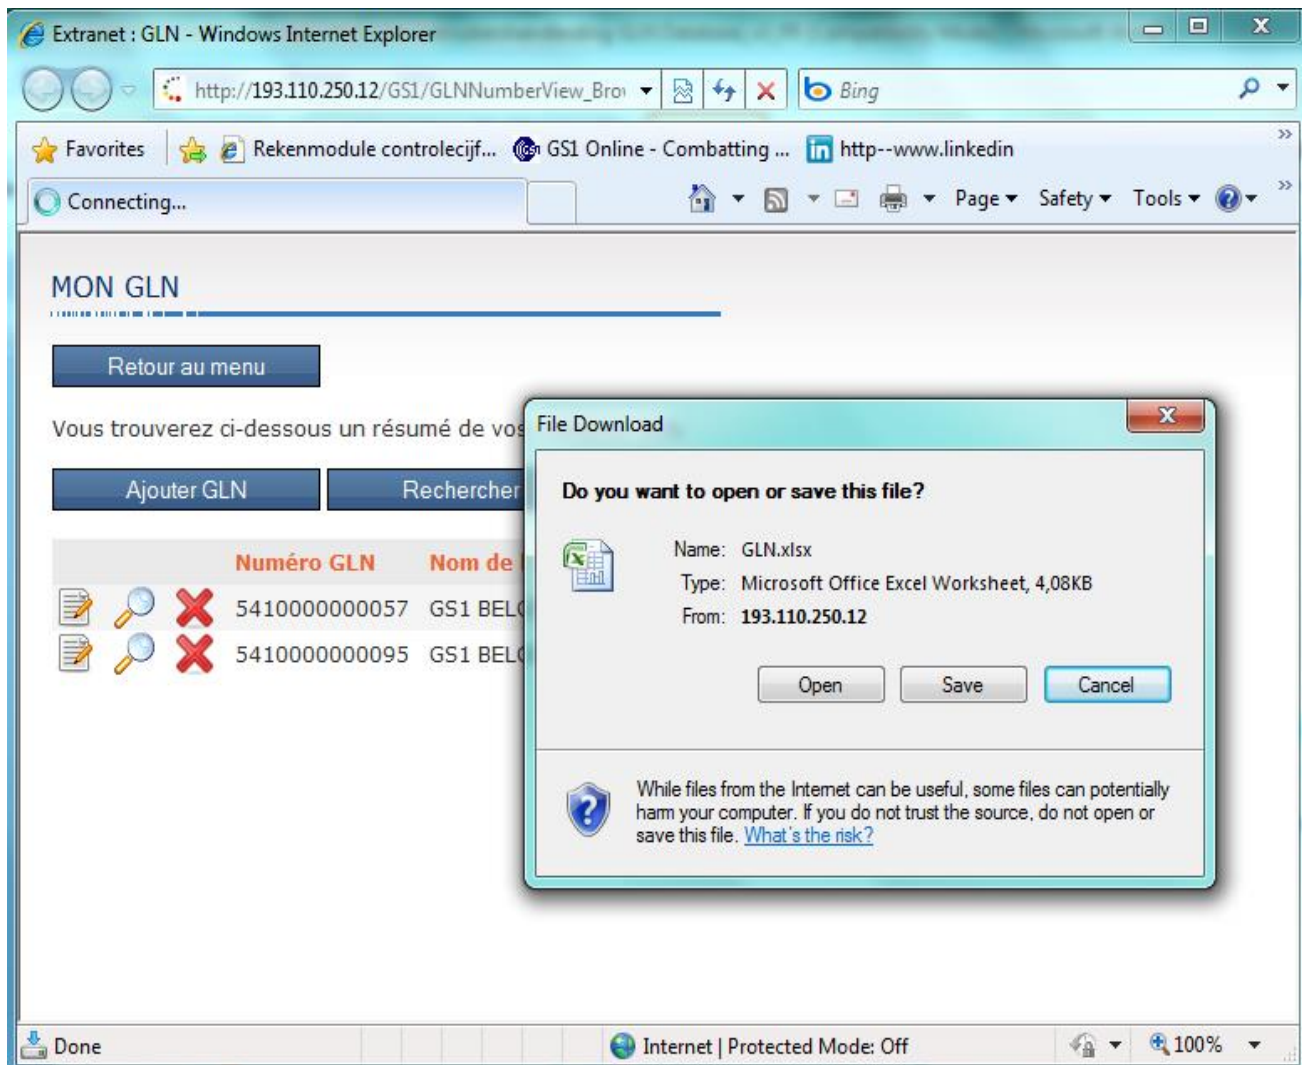 Extranet : GLN - Windows Internet Explorer
http://193.110.250.12/GS1/GLNNumberView_Bro
Bing
Favorites Rekenmodule controlecijf... GS1 Online - Combatting ... http--www.linkedin
Connecting... Page Safety Tools
MON GLN
Retour au menu
Vous trouverez ci-dessous un résumé de vos
Ajouter GLN Rechercher
Numéro GLN Nom de
5410000000057 GS1 BELG
5410000000095 GS1 BELG
File Download
Do you want to open or save this file?
Name: GLN.xlsx
Type: Microsoft Office Excel Worksheet, 4,08KB
From: 193.110.250.12
Open Save Cancel
While files from the Internet can be useful, some files can potentially
harm your computer. If you do not trust the source, do not open or
save this file. What's the risk?
Done Internet | Protected Mode: Off 100%